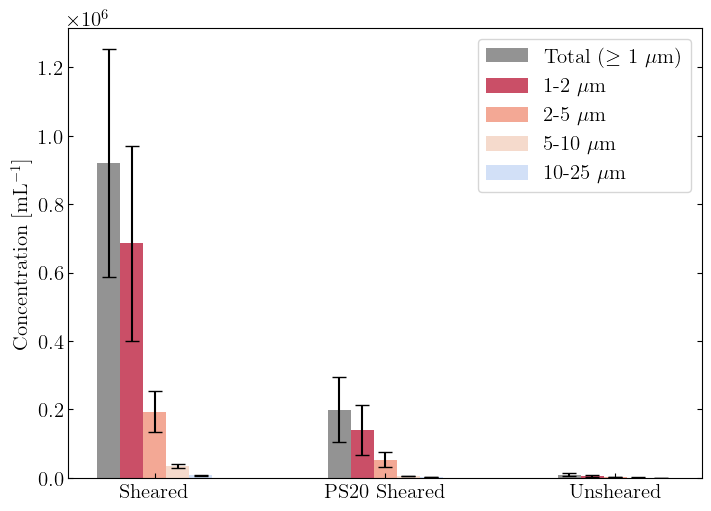 ×10⁶
1.2
1.0
0.8
0.6
0.4
0.2
0.0
Concentration [mL⁻¹]
Total (≥ 1 μm)
1-2 μm
2-5 μm
5-10 μm
10-25 μm
Sheared
PS20 Sheared
Unsheared